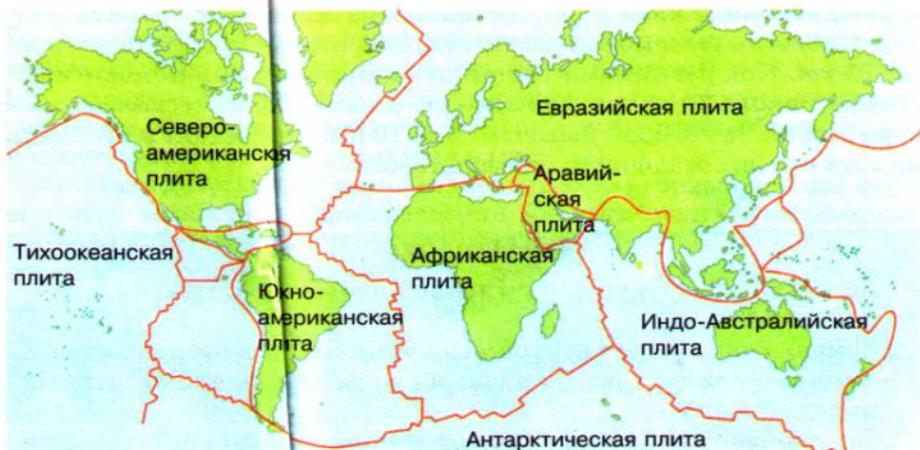 Северо-
американская
плита
Евразийская плита
Аравий-
ская
плита
Тихоокеанская
плита
Африканская
плита
Южно-
американская
плита
Индо-Австралийская
плита
Антарктическая плита